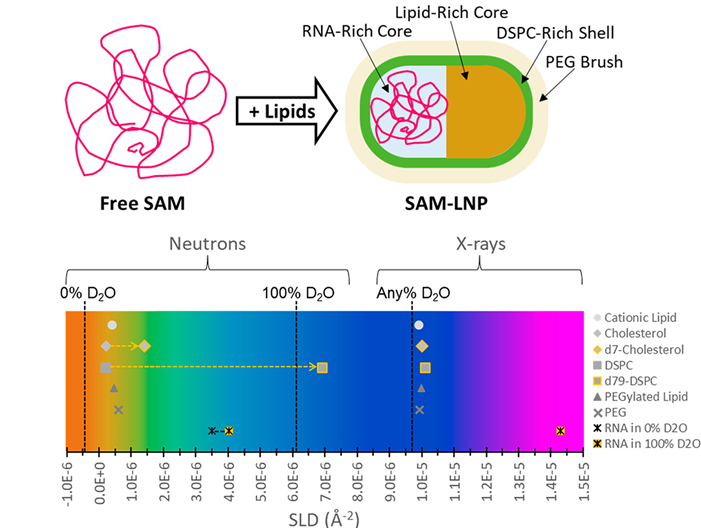 Lipid-Rich Core
RNA-Rich Core
DSPC-Rich Shell
PEG Brush
+ Lipids
Free SAM
SAM-LNP
Neutrons
X-rays
0% D2O
100% D2O
Any% D2O
Cationic Lipid
Cholesterol
d7-Cholesterol
DSPC
d79-DSPC
PEGylated Lipid
PEG
RNA in 0% D2O
RNA in 100% D2O
-1.0E-6
0.0E+0
1.0E-6
2.0E-6
3.0E-6
4.0E-6
5.0E-6
6.0E-6
7.0E-6
8.0E-6
9.0E-6
1.0E-5
1.1E-5
1.2E-5
1.3E-5
1.4E-5
1.5E-5
SLD (Å-2)